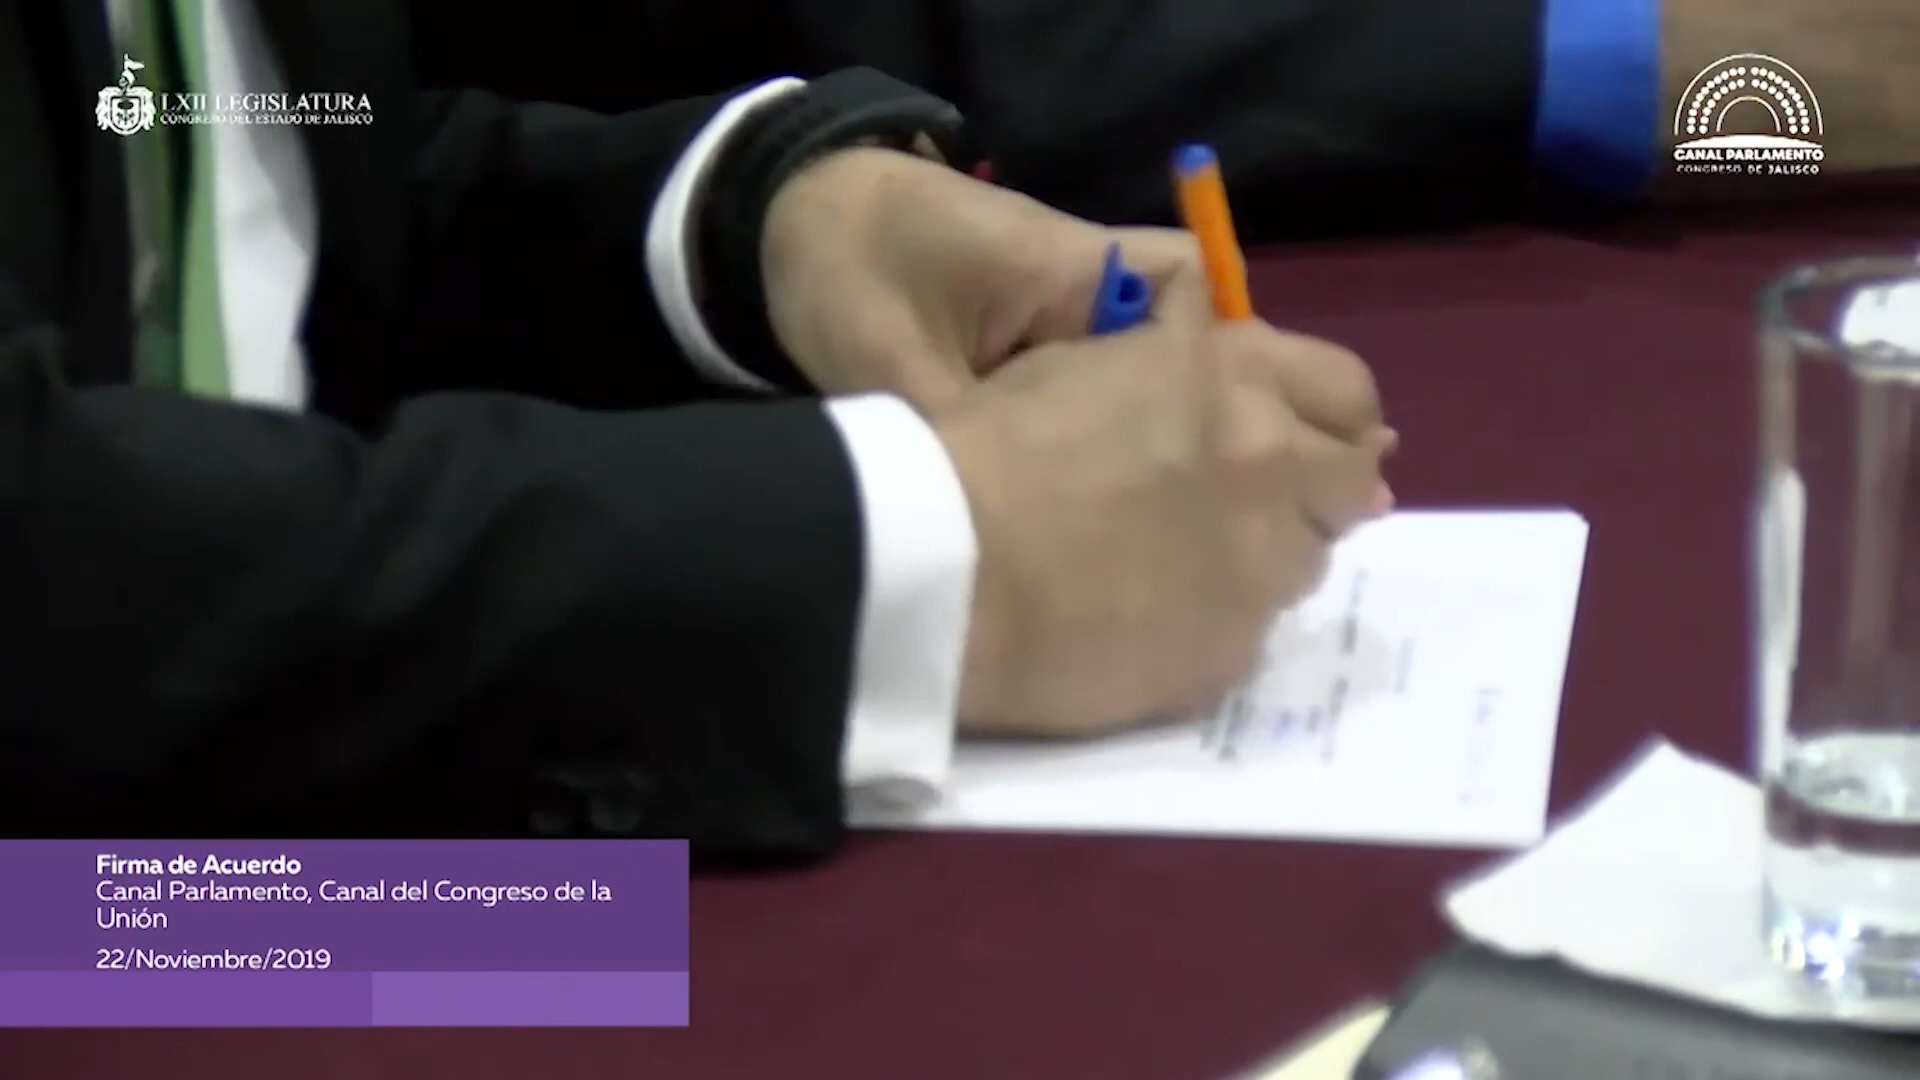 LXII LEGISLATURA
CONGRESO DEL ESTADO DE JALISCO
CANAL PARLAMENTO
CONGRESO DE JALISCO
Firma de Acuerdo
Canal Parlamento, Canal del Congreso de la
Unión
22/Noviembre/2019